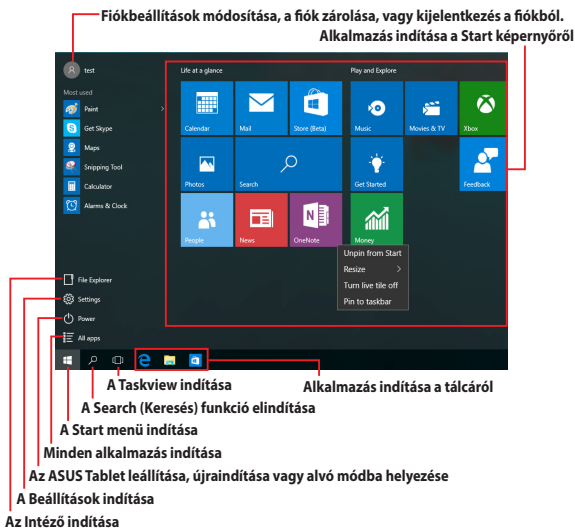 Fiókbeállítások módosítása, a fiók zárolása, vagy kijelentkezés a fiókból.
Alkalmazás indítása a Start képernyőről
test
Most used
Paint
Get Skype
Maps
Snipping Tool
Calculator
Alarms & Clock
File Explorer
Settings
Power
All apps
Life at a glance
Play and Explore
Calendar
Mail
Store (Beta)
Music
Movies & TV
Xbox
Photos
Search
Get Started
Feedback
People
News
OneNote
Money
Unpin from Start
Resize
Turn live tile off
Pin to taskbar
A Taskview indítása
Alkalmazás indítása a tálcáról
A Search (Keresés) funkció elindítása
A Start menü indítása
Minden alkalmazás indítása
Az ASUS Tablet leállítása, újraindítása vagy alvó módba helyezése
A Beállítások indítása
Az Intéző indítása